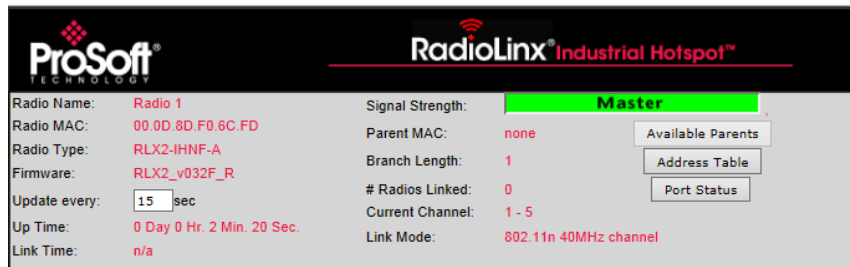 ProSoft®
TECHNOLOGY
RadioLinx® Industrial Hotspot™
Radio Name: Radio 1
Radio MAC: 00.0D.8D.F0.6C.FD
Radio Type: RLX2-IHNF-A
Firmware: RLX2_v032F_R
Update every: 15 sec
Up Time: 0 Day 0 Hr. 2 Min. 20 Sec.
Link Time: n/a
Signal Strength: Master ,
Parent MAC: none Available Parents
Branch Length: 1 Address Table
# Radios Linked: 0 Port Status
Current Channel: 1 - 5
Link Mode: 802.11n 40MHz channel